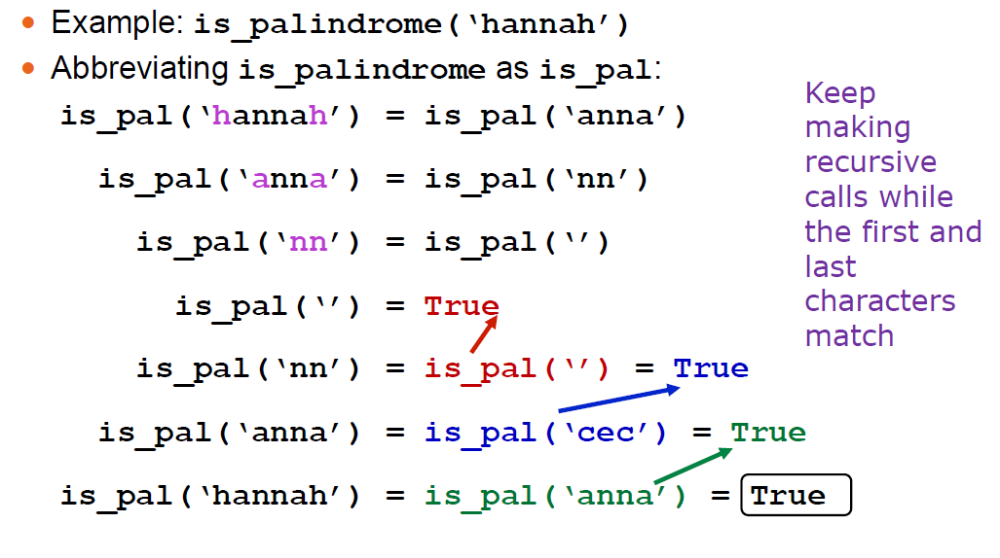 Example: is_palindrome(‘hannah’)
Abbreviating is_palindrome as is_pal:
is_pal(‘hannah’) = is_pal(‘anna’)
is_pal(‘anna’) = is_pal(‘nn’)
is_pal(‘nn’) = is_pal(‘’)
is_pal(‘’) = True
is_pal(‘nn’) = is_pal(‘’) = True
is_pal(‘anna’) = is_pal(‘cec’) = True
is_pal(‘hannah’) = is_pal(‘anna’) = True
Keep
making
recursive
calls while
the first and
last
characters
match